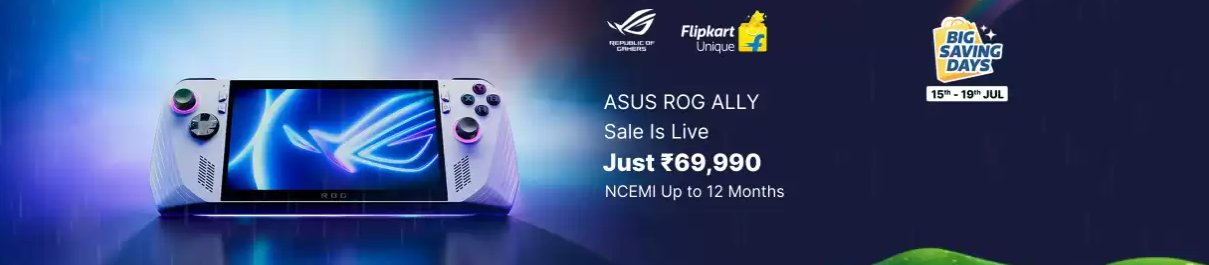 REPUBLIC OF
GAMERS
Flipkart
Unique
BIG
SAVING
DAYS
15th - 19th JUL
ASUS ROG ALLY
Sale Is Live
Just ₹69,990
NCEMI Up to 12 Months
ROG